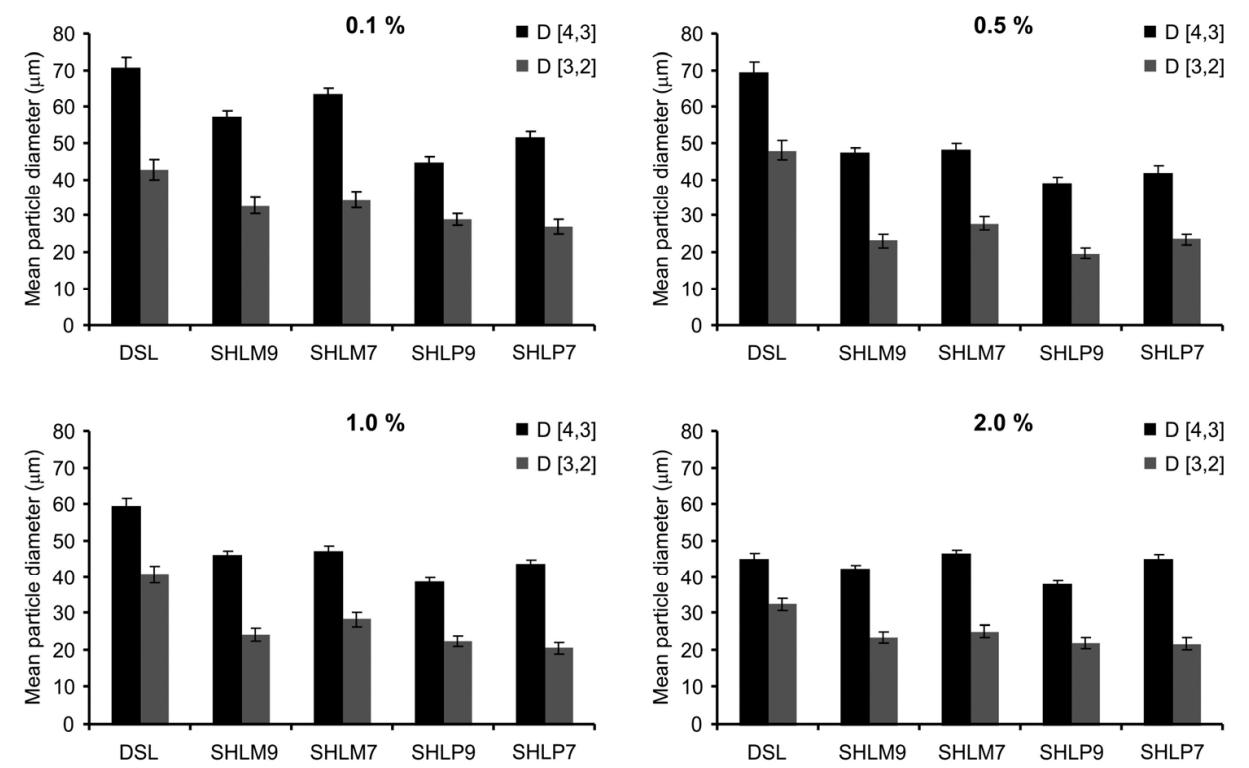 0.1 %
D [4,3]
D [3,2]
Mean particle diameter (μm)
80
70
60
50
40
30
20
10
0
DSL SHLM9 SHLM7 SHLP9 SHLP7
0.5 %
D [4,3]
D [3,2]
Mean particle diameter (μm)
80
70
60
50
40
30
20
10
0
DSL SHLM9 SHLM7 SHLP9 SHLP7
1.0 %
D [4,3]
D [3,2]
Mean particle diameter (μm)
80
70
60
50
40
30
20
10
0
DSL SHLM9 SHLM7 SHLP9 SHLP7
2.0 %
D [4,3]
D [3,2]
Mean particle diameter (μm)
80
70
60
50
40
30
20
10
0
DSL SHLM9 SHLM7 SHLP9 SHLP7